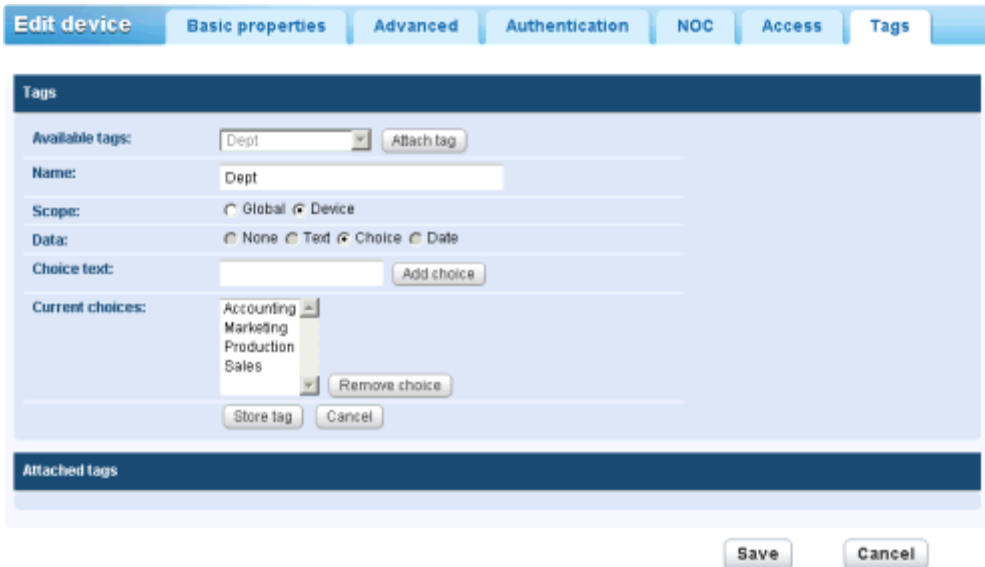 Edit device Basic properties Advanced Authentication NOC Access Tags
Tags
Available tags: Dept Attach tag
Name: Dept
Scope: Global Device
Data: None Text Choice Date
Choice text: Add choice
Current choices: Accounting
Marketing
Production
Sales
Remove choice
Store tag Cancel
Attached tags
Save Cancel